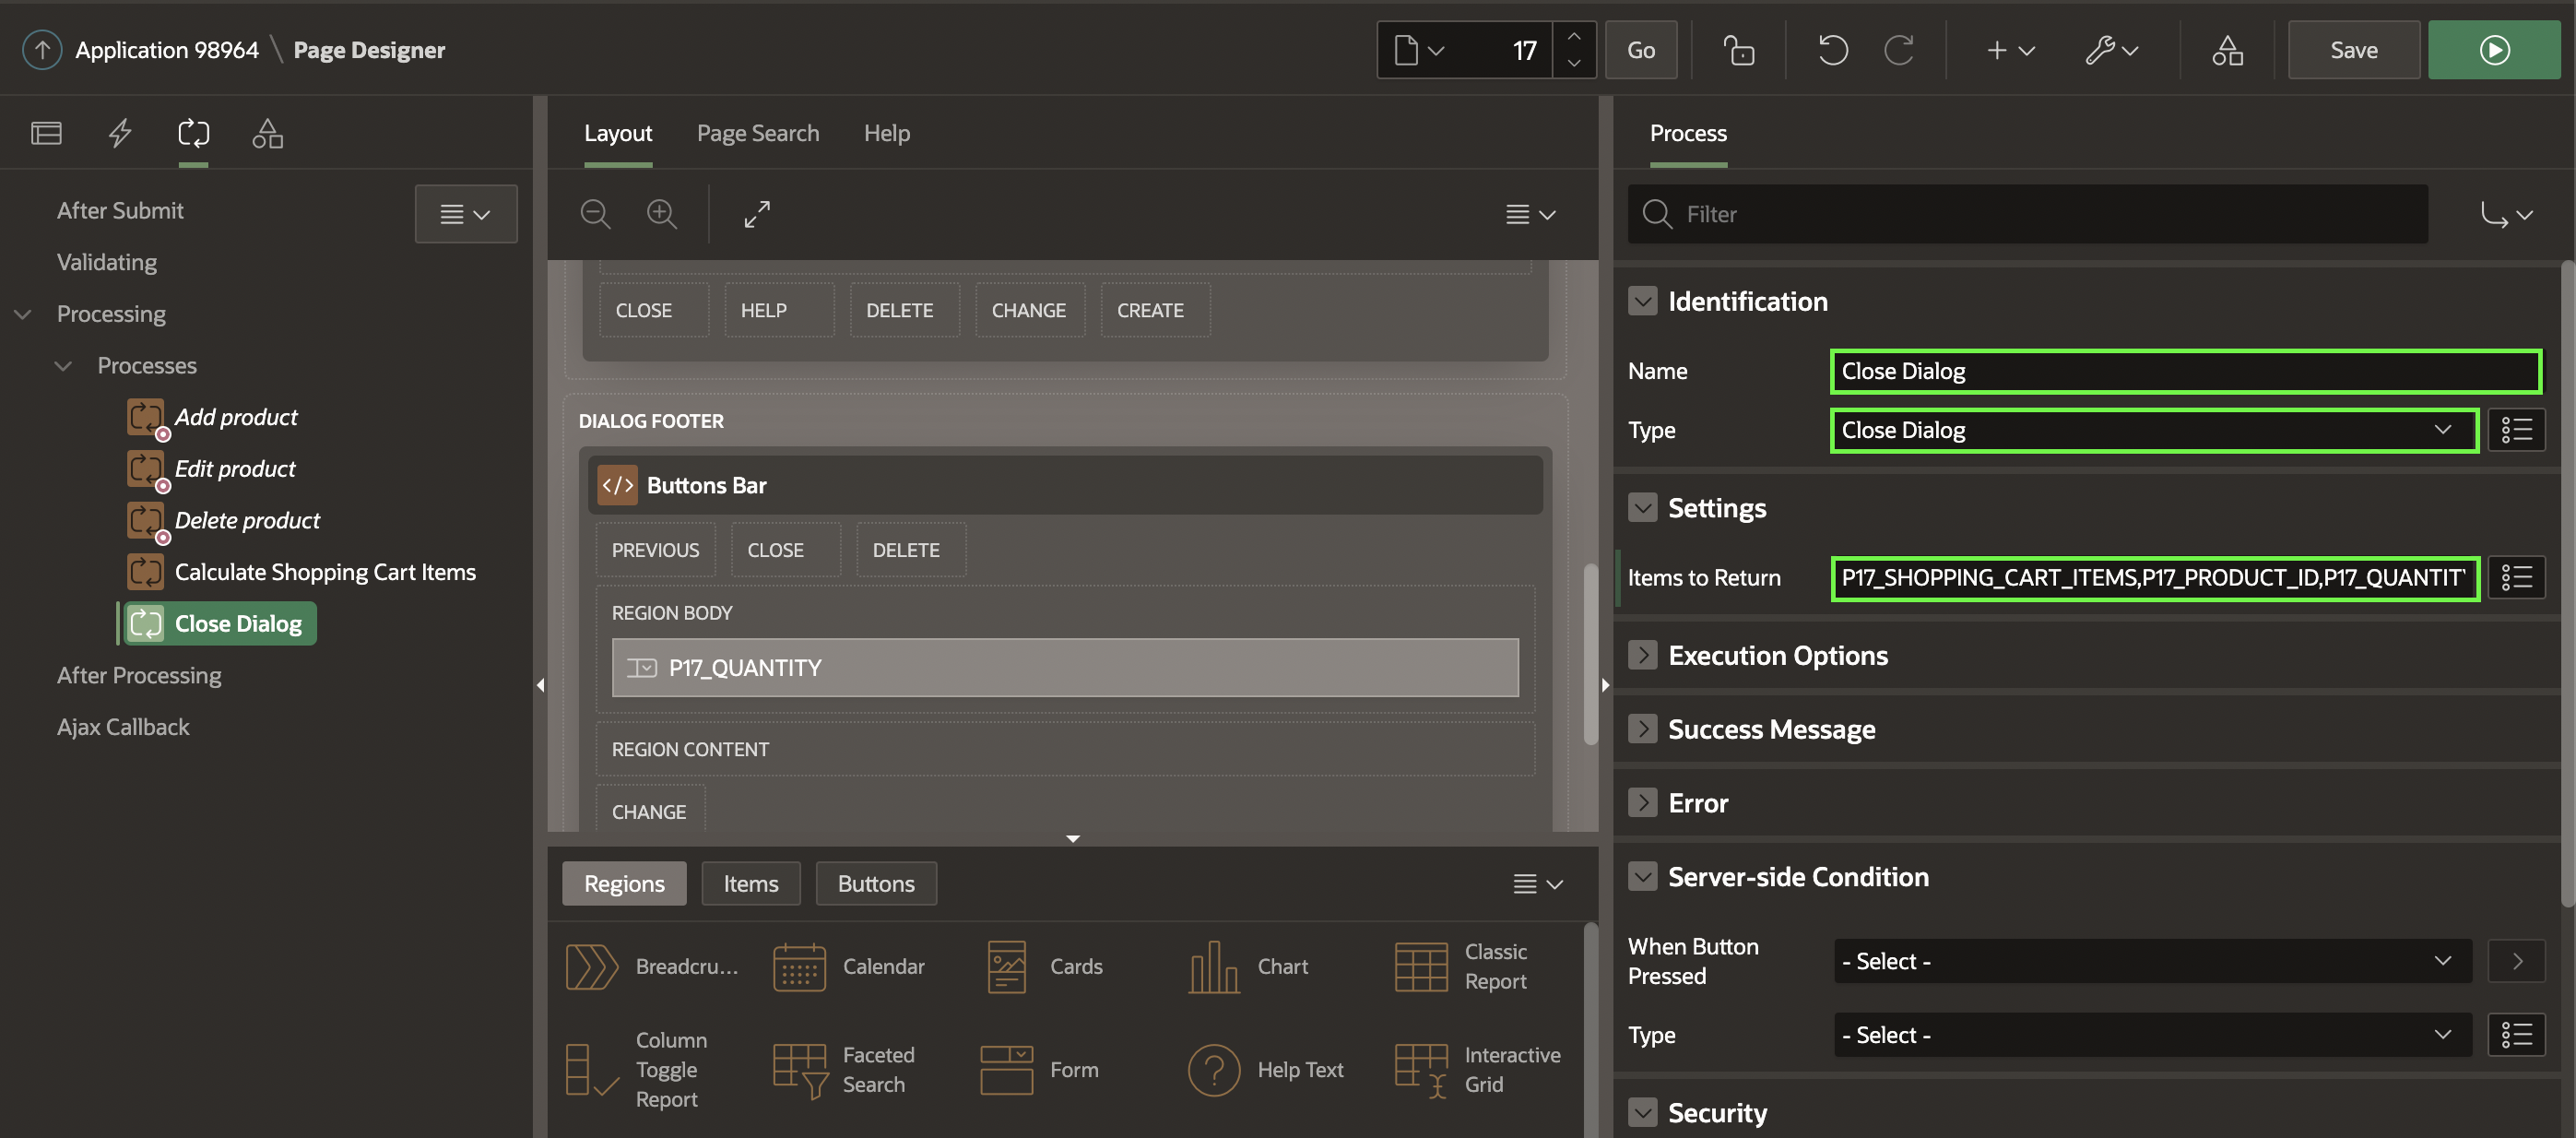 Application 98964 \ Page Designer
17
Go
Save
Layout
Page Search
Help
Process
After Submit
Validating
Processing
Processes
Add product
Edit product
Delete product
Calculate Shopping Cart Items
Close Dialog
After Processing
Ajax Callback
CLOSE
HELP
DELETE
CHANGE
CREATE
DIALOG FOOTER
</> Buttons Bar
PREVIOUS
CLOSE
DELETE
REGION BODY
P17_QUANTITY
REGION CONTENT
CHANGE
Regions
Items
Buttons
Breadcru...
Calendar
Cards
Chart
Classic
Report
Column
Toggle
Report
Faceted
Search
Form
Help Text
Interactive
Grid
Filter
Identification
Name
Close Dialog
Type
Close Dialog
Settings
Items to Return
P17_SHOPPING_CART_ITEMS,P17_PRODUCT_ID,P17_QUANTIT
Execution Options
Success Message
Error
Server-side Condition
When Button
Pressed
- Select -
Type
- Select -
Security